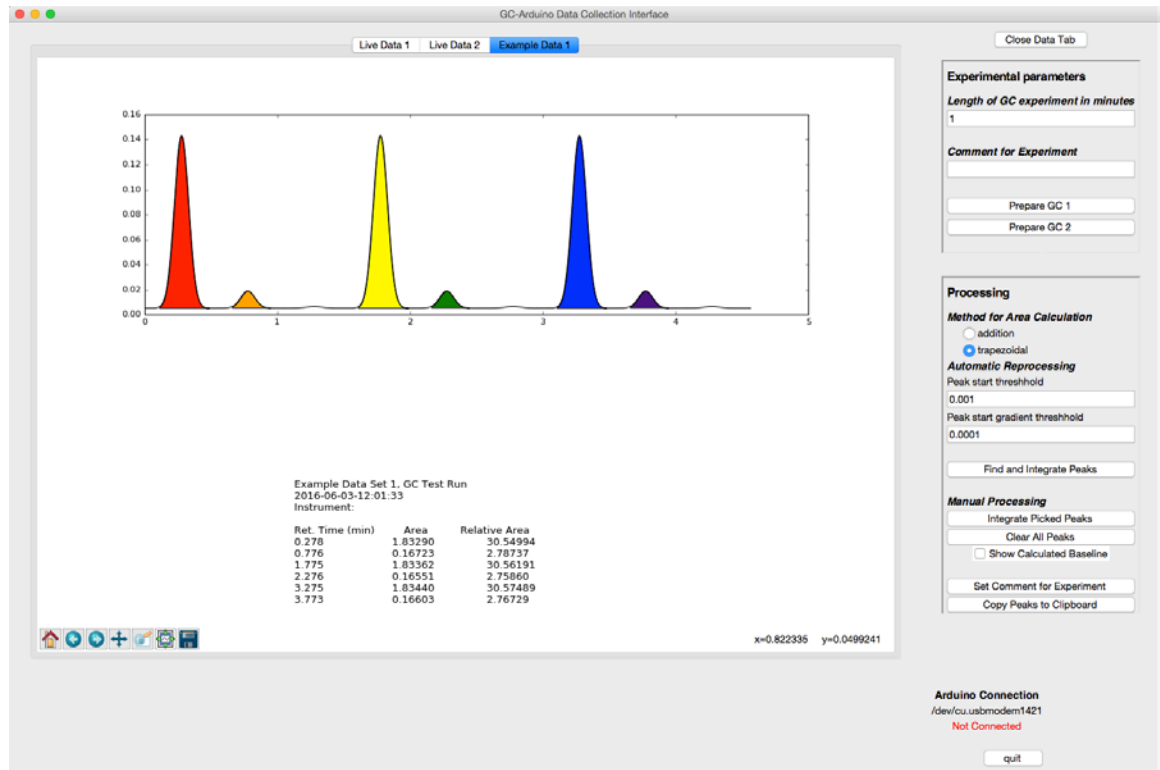 GC-Arduino Data Collection Interface
Live Data 1 Live Data 2 Example Data 1
0.16
0.14
0.12
0.10
0.08
0.06
0.04
0.02
0.00
0 1 2 3 4 5
Example Data Set 1, GC Test Run
2016-06-03-12:01:33
Instrument:
Ret. Time (min) Area Relative Area
0.278 1.83290 30.54994
0.776 0.16723 2.78737
1.775 1.83362 30.56191
2.276 0.16551 2.75860
3.275 1.83440 30.57489
3.773 0.16603 2.76729
x=0.822335 y=0.0499241
Close Data Tab
Experimental parameters
Length of GC experiment in minutes
1
Comment for Experiment
Prepare GC 1
Prepare GC 2
Processing
Method for Area Calculation
addition
trapezoidal
Automatic Reprocessing
Peak start threshhold
0.001
Peak start gradient threshhold
0.0001
Find and Integrate Peaks
Manual Processing
Integrate Picked Peaks
Clear All Peaks
Show Calculated Baseline
Set Comment for Experiment
Copy Peaks to Clipboard
Arduino Connection
/dev/cu.usbmodem1421
Not Connected
quit